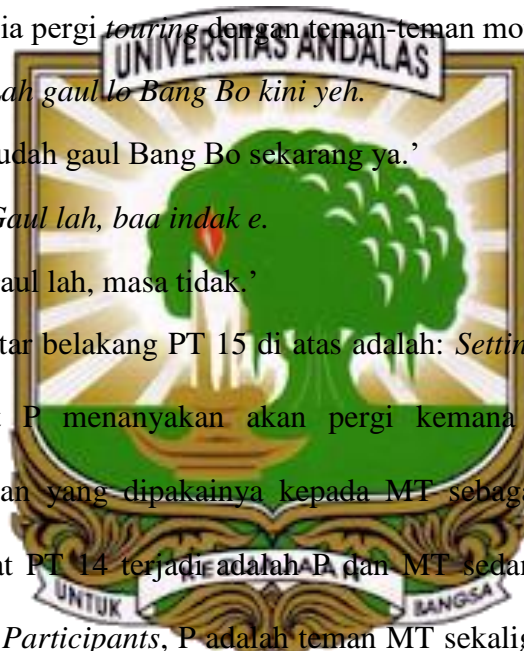 ia pergi touring dengan teman-teman mo
UNIVERSITAS ANDALAS
ah gaul lo Bang Bo kini yeh.
udah gaul Bang Bo sekarang ya.’
Gaul lah, baa indak e.
aul lah, masa tidak.’
tar belakang PT 15 di atas adalah: Settin
P menanyakan akan pergi kemana
an yang dipakainya kepada MT sebaga
at PT 14 terjadi adalah P dan MT sedan
UNTUK BANGSA
Participants, P adalah teman MT sekalig